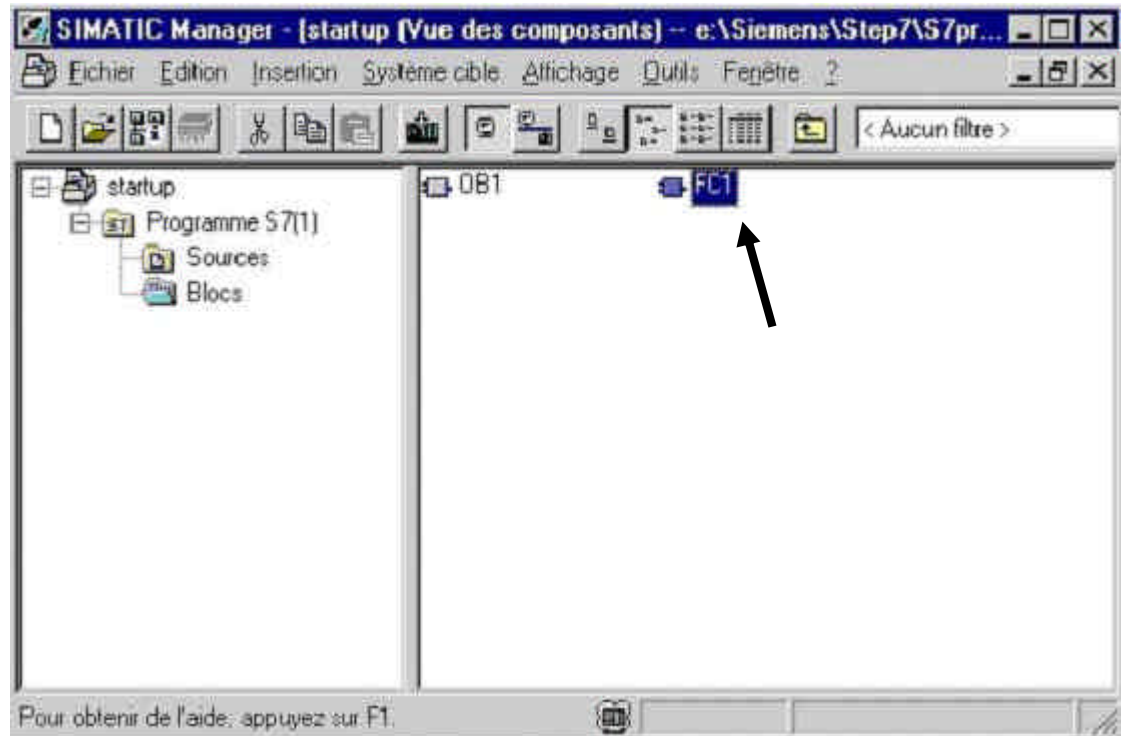 SIMATIC Manager - [startup (Vue des composants) -- e:\Siemens\Step7\S7pr...
Fichier Edition Insertion Système cible Affichage Outils Fenêtre ?
< Aucun filtre >
startup
Programme S7(1)
Sources
Blocs
OB1 FC1
Pour obtenir de l'aide, appuyez sur F1.